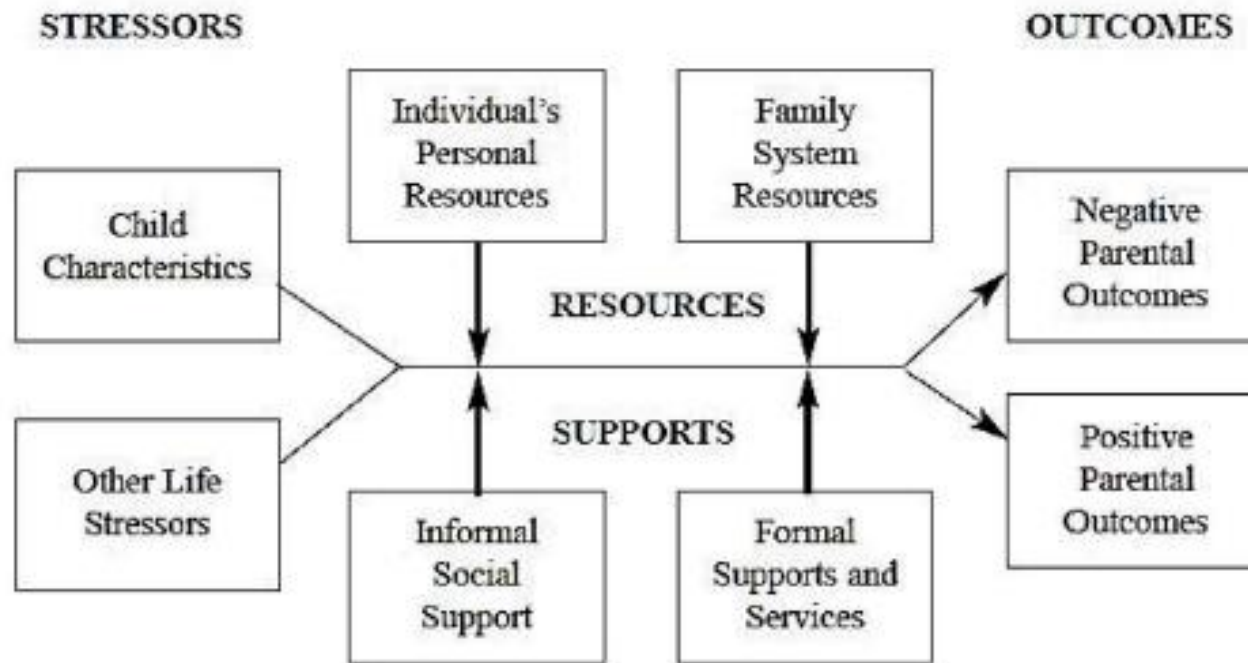 STRESSORS
OUTCOMES
Individual's
Personal
Resources
Family
System
Resources
Child
Characteristics
Negative
Parental
Outcomes
RESOURCES
SUPPORTS
Other Life
Stressors
Positive
Parental
Outcomes
Informal
Social
Support
Formal
Supports and
Services